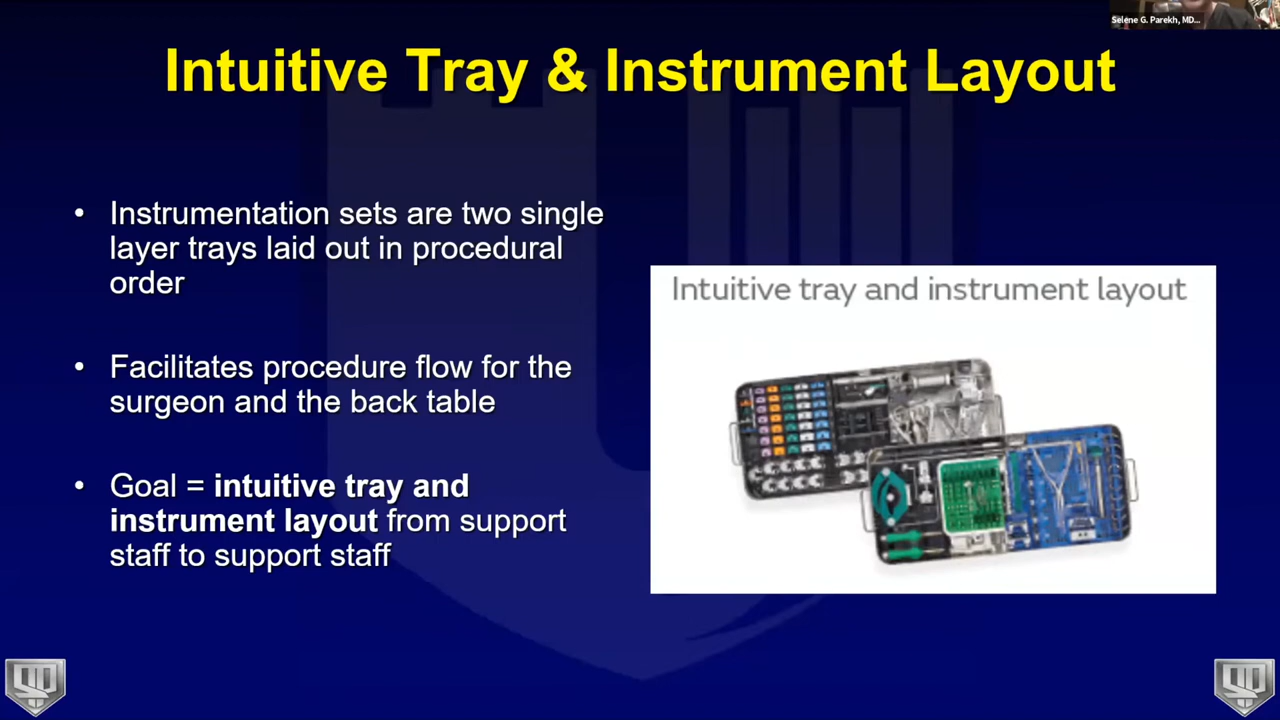 Selene G. Parekh, MD...
Intuitive Tray & Instrument Layout
• Instrumentation sets are two single
layer trays laid out in procedural
order
• Facilitates procedure flow for the
surgeon and the back table
• Goal = intuitive tray and
instrument layout from support
staff to support staff
Intuitive tray and instrument layout